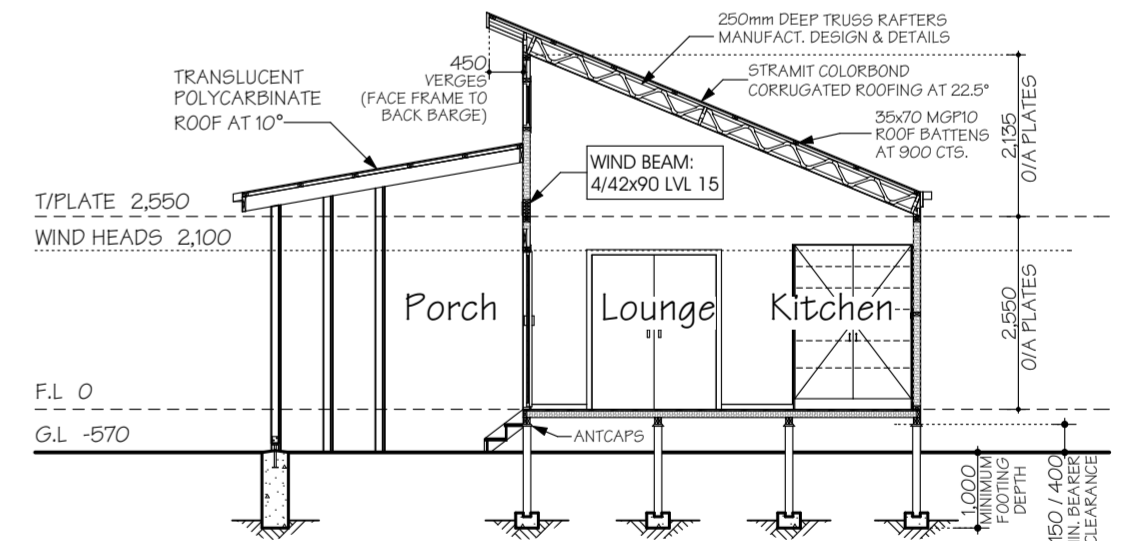 250mm DEEP TRUSS RAFTERS
MANUFACT. DESIGN & DETAILS
STRAMIT COLORBOND
CORRUGATED ROOFING AT 22.5°
35x70 MGP10
ROOF BATTENS
AT 900 CTS.
450
VERGES
(FACE FRAME TO
BACK BARGE)
TRANSLUCENT
POLYCARBINATE
ROOF AT 10°
WIND BEAM:
4/42x90 LVL 15
2,135
O/A PLATES
T/PLATE 2,550
WIND HEADS 2,100
Porch
Lounge
Kitchen
2,550
O/A PLATES
F.L 0
G.L -570
ANTCAPS
1,000
MINIMUM
FOOTING
DEPTH
150 / 400
IN. BEARER
CLEARANCE